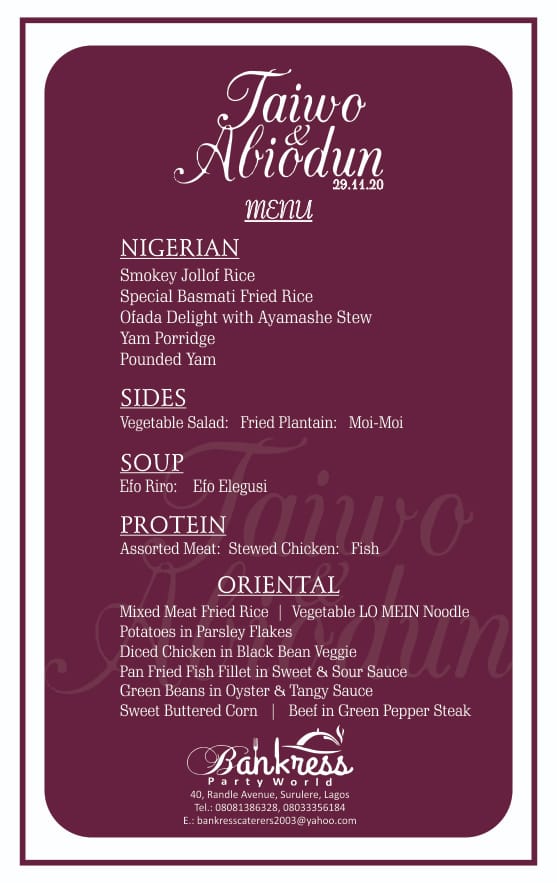 Taiwo
&
Abiodun
29.11.20
MENU
NIGERIAN
Smokey Jollof Rice
Special Basmati Fried Rice
Ofada Delight with Ayamashe Stew
Yam Porridge
Pounded Yam
SIDES
Vegetable Salad: Fried Plantain: Moi-Moi
SOUP
Efo Riro: Efo Elegusi
PROTEIN
Assorted Meat: Stewed Chicken: Fish
ORIENTAL
Mixed Meat Fried Rice | Vegetable LO MEIN Noodle
Potatoes in Parsley Flakes
Diced Chicken in Black Bean Veggie
Pan Fried Fish Fillet in Sweet & Sour Sauce
Green Beans in Oyster & Tangy Sauce
Sweet Buttered Corn | Beef in Green Pepper Steak
Taiwo
&
Abiodun
Bahkress
Party World
40, Randle Avenue, Surulere, Lagos
Tel.: 08081386328, 08033356184
E.: bankresscaterers2003@yahoo.com